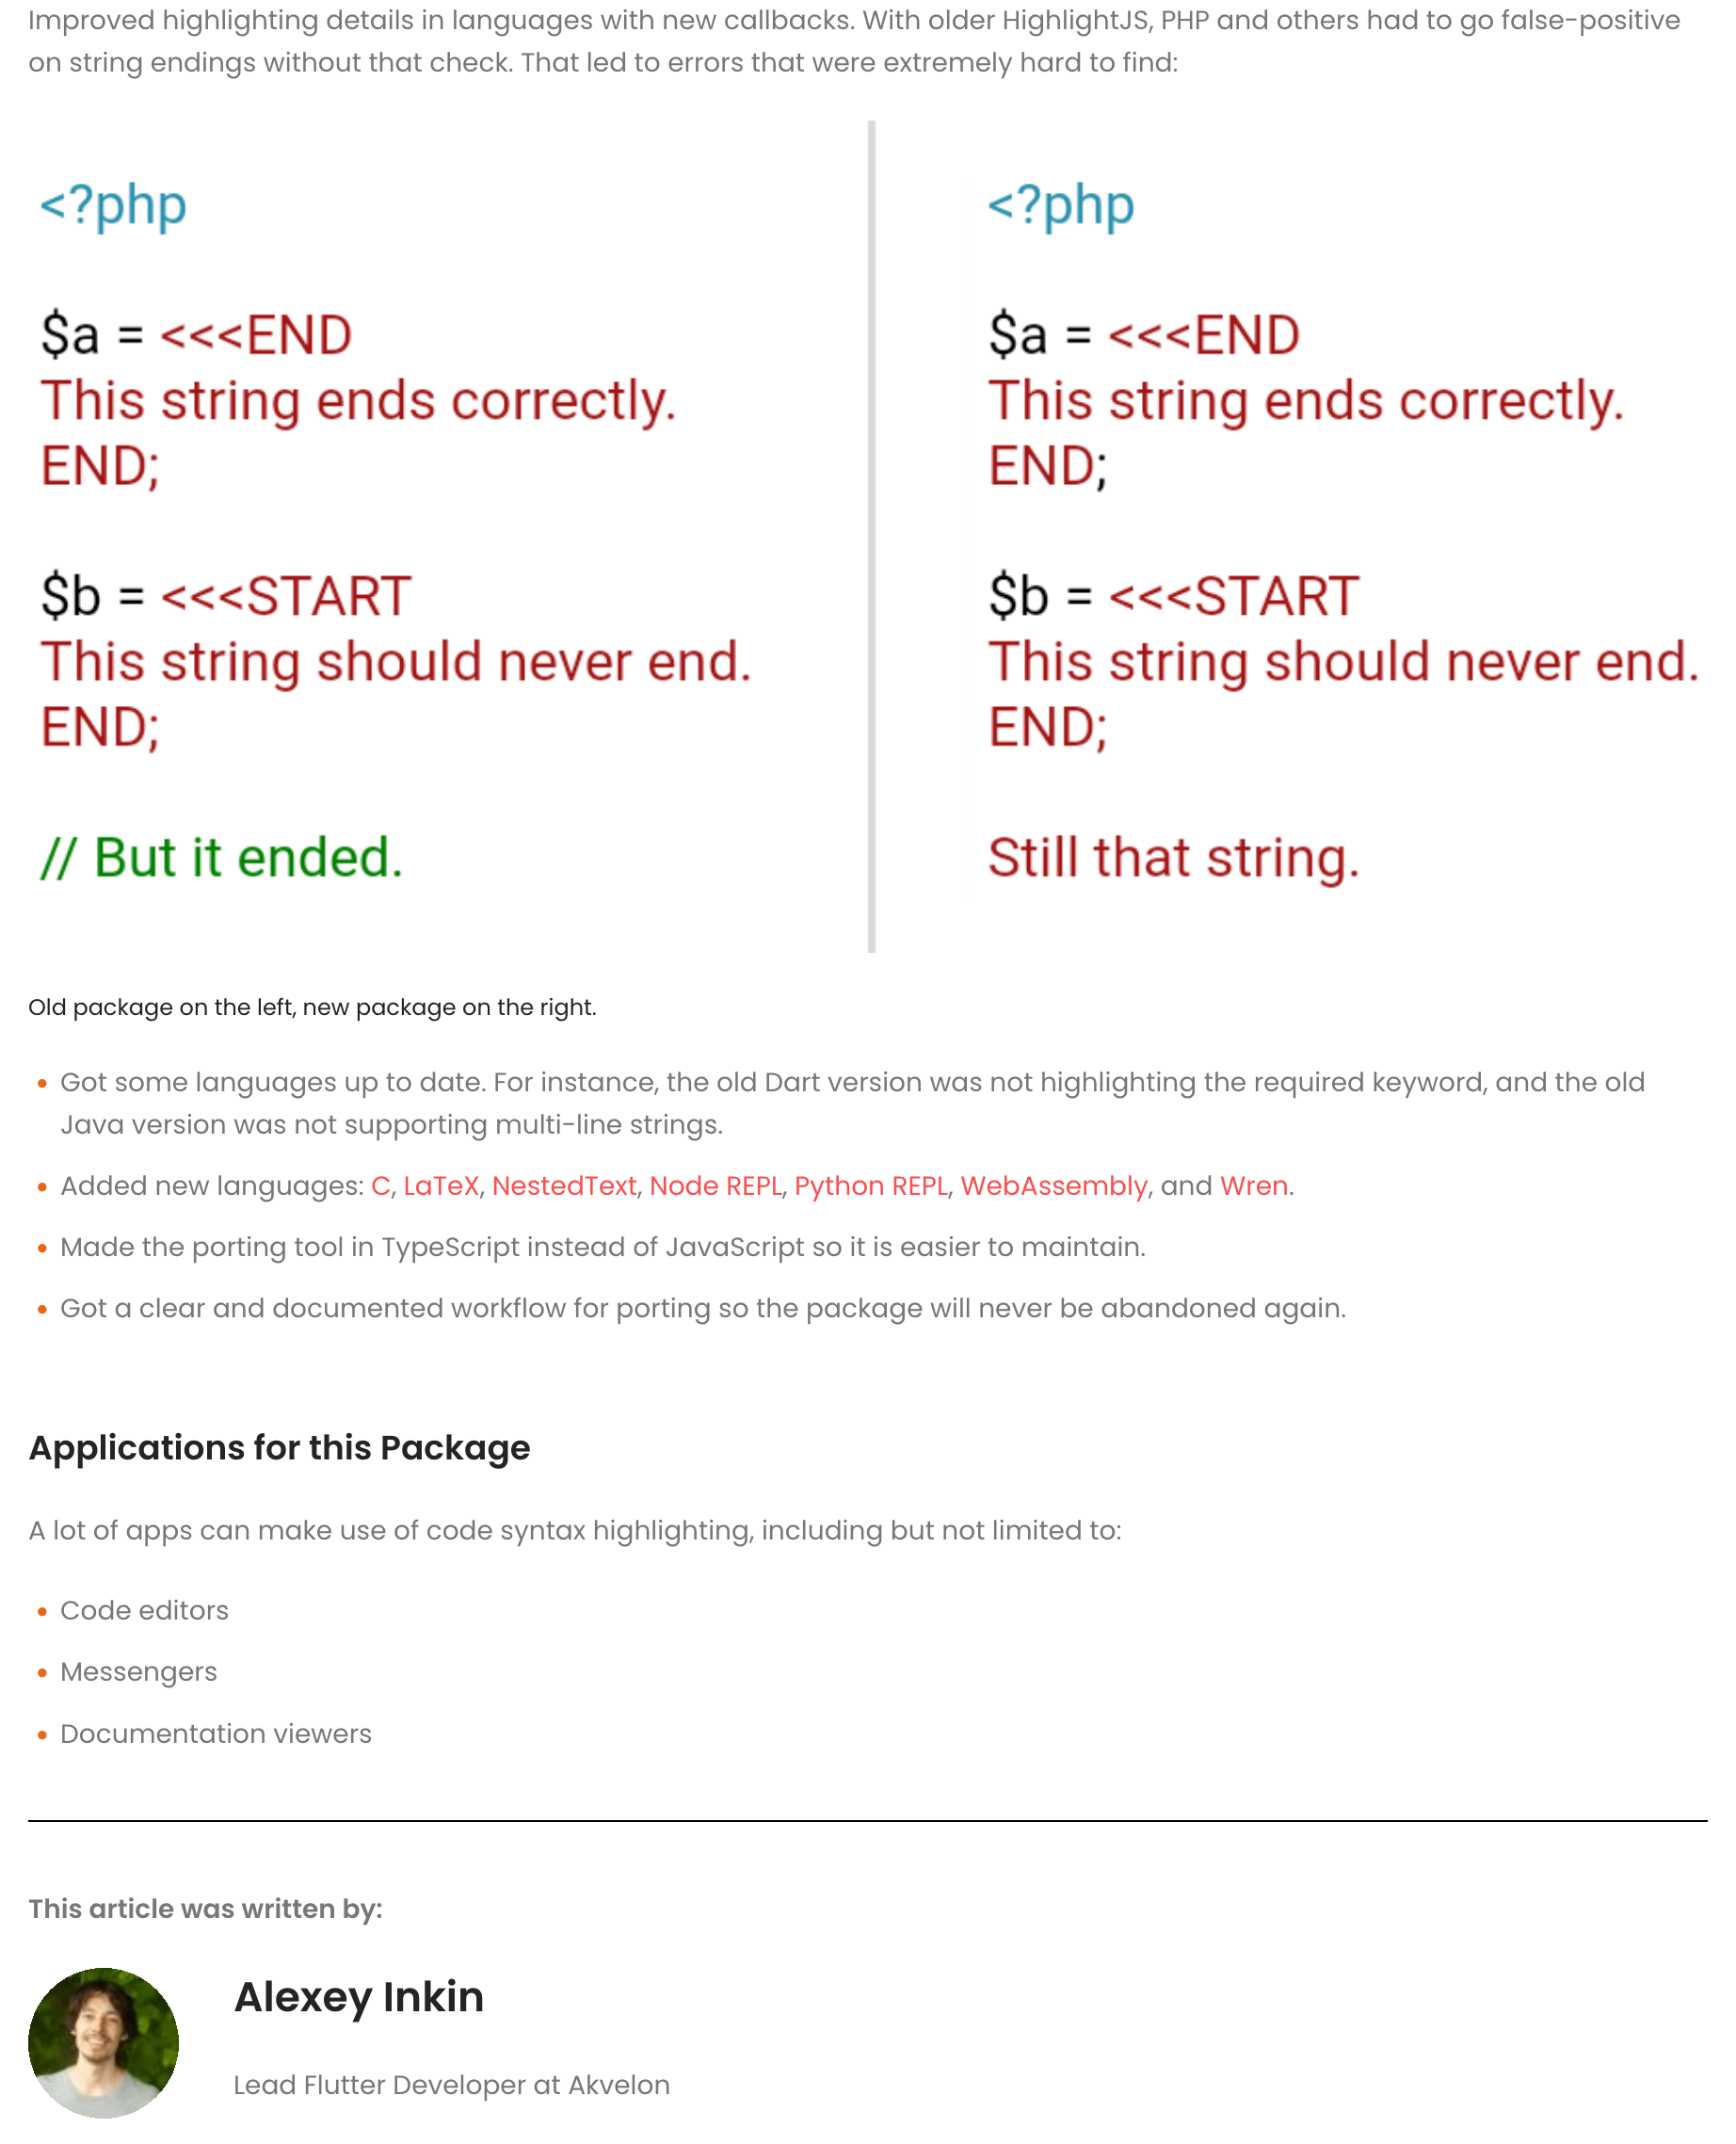 Improved highlighting details in languages with new callbacks. With older HighlightJS, PHP and others had to go false-positive
on string endings without that check. That led to errors that were extremely hard to find:
<?php
$a = <<<END
This string ends correctly.
END;
$b = <<<START
This string should never end.
END;
// But it ended.
<?php
$a = <<<END
This string ends correctly.
END;
$b = <<<START
This string should never end.
END;
Still that string.
Old package on the left, new package on the right.
• Got some languages up to date. For instance, the old Dart version was not highlighting the required keyword, and the old
Java version was not supporting multi-line strings.
• Added new languages: C, LaTeX, NestedText, Node REPL, Python REPL, WebAssembly, and Wren.
• Made the porting tool in TypeScript instead of JavaScript so it is easier to maintain.
• Got a clear and documented workflow for porting so the package will never be abandoned again.
Applications for this Package
A lot of apps can make use of code syntax highlighting, including but not limited to:
• Code editors
• Messengers
• Documentation viewers
This article was written by:
Alexey Inkin
Lead Flutter Developer at Akvelon